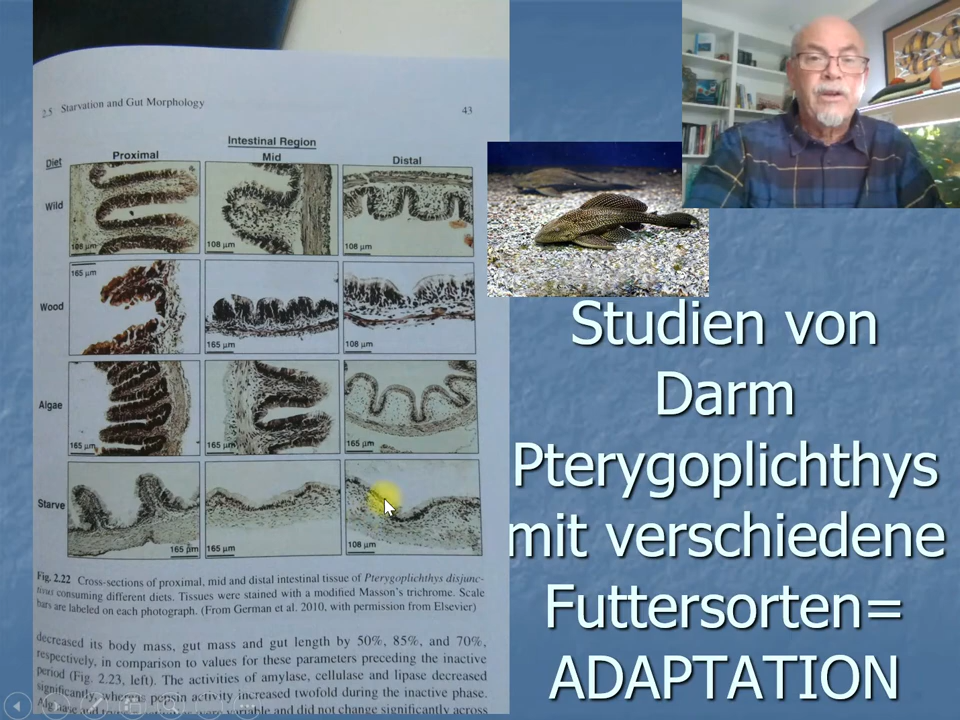 2.5 Starvation and Gut Morphology 43
Intestinal Region
Diet Proximal Mid Distal
Wild
108 µm 108 µm 108 µm
Wood
165 µm 165 µm 108 µm
Algae
165 µm 165 µm 165 µm
Starve
165 µm 165 µm 108 µm
Fig. 2.22 Cross-sections of proximal, mid and distal intestinal tissue of Pterygoplichthys disjunc-
tivus consuming different diets. Tissues were stained with a modified Masson's trichrome. Scale
bars are labeled on each photograph. (From German et al. 2010, with permission from Elsevier)
decreased its body mass, gut mass and gut length by 50%, 85%, and 70%,
respectively, in comparison to values for these parameters preceding the inactive
period (Fig. 2.23, left). The activities of amylase, cellulase and lipase decreased
significantly, whereas pepsin activity increased twofold during the inactive phase.
variable and did not change significantly across
Studien von
Darm
Pterygoplichthys
mit verschiedene
Futtersorten=
ADAPTATION